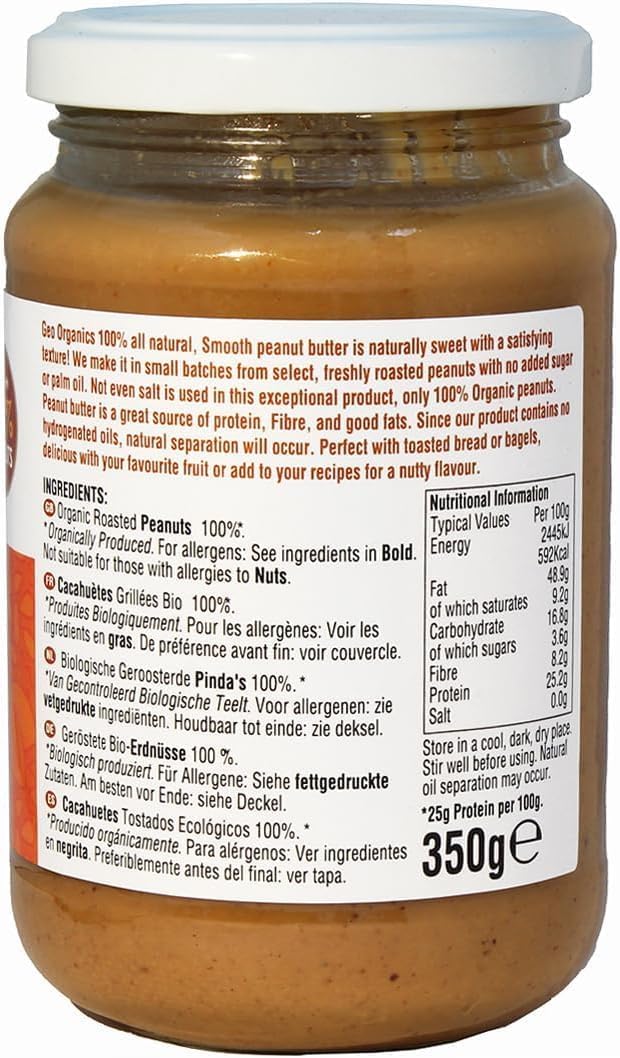 Geo Organics 100% all natural, Smooth peanut butter is naturally sweet with a satisfying
texture! We make it in small batches from select, freshly roasted peanuts with no added sugar
or palm oil. Not even salt is used in this exceptional product, only 100% Organic peanuts.
Peanut butter is a great source of protein, Fibre, and good fats. Since our product contains no
hydrogenated oils, natural separation will occur. Perfect with toasted bread or bagels,
delicious with your favourite fruit or add to your recipes for a nutty flavour.
INGREDIENTS:
GB Organic Roasted Peanuts 100%*.
*Organically Produced. For allergens: See ingredients in Bold.
Not suitable for those with allergies to Nuts.
FR Cacahuètes Grillées Bio 100%*.
*Produites Biologiquement. Pour les allergènes: Voir les
ingrédients en gras. De préférence avant fin: voir couvercle.
NL Biologische Geroosterde Pinda's 100%. *
*Van Gecontroleerd Biologische Teelt. Voor allergenen: zie
vetgedrukte ingrediënten. Houdbaar tot einde: zie deksel.
DE Geröstete Bio-Erdnüsse 100 %.
*Biologisch produziert. Für Allergene: Siehe fettgedruckte
Zutaten. Am besten vor Ende: siehe Deckel.
ES Cacahuetes Tostados Ecológicos 100%. *
*Producido orgánicamente. Para alérgenos: Ver ingredientes
en negrita. Preferiblemente antes del final: ver tapa.
Nutritional Information
Typical Values Per 100g
Energy 2445kJ
592Kcal
Fat 48.9g
of which saturates 9.2g
Carbohydrate 16.8g
of which sugars 3.6g
Fibre 8.2g
Protein 25.2g
Salt 0.0g
Store in a cool, dark, dry place.
Stir well before using. Natural
oil separation may occur.
*25g Protein per 100g.
350g e